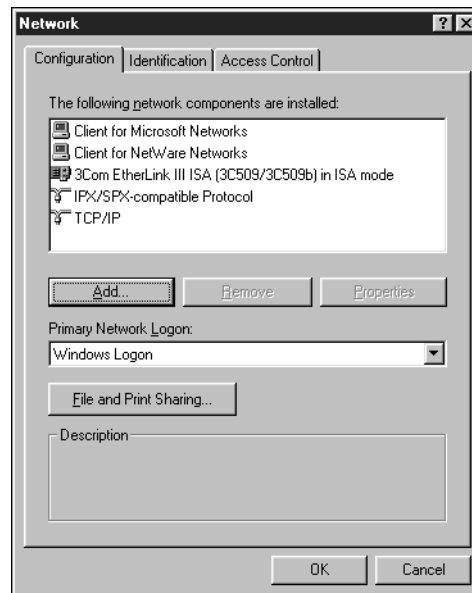 Network
Configuration Identification Access Control
The following network components are installed:
Client for Microsoft Networks
Client for NetWare Networks
3Com EtherLink III ISA (3C509/3C509b) in ISA mode
IPX/SPX-compatible Protocol
TCP/IP
Add... Remove Properties
Primary Network Logon:
Windows Logon
File and Print Sharing...
Description
OK Cancel